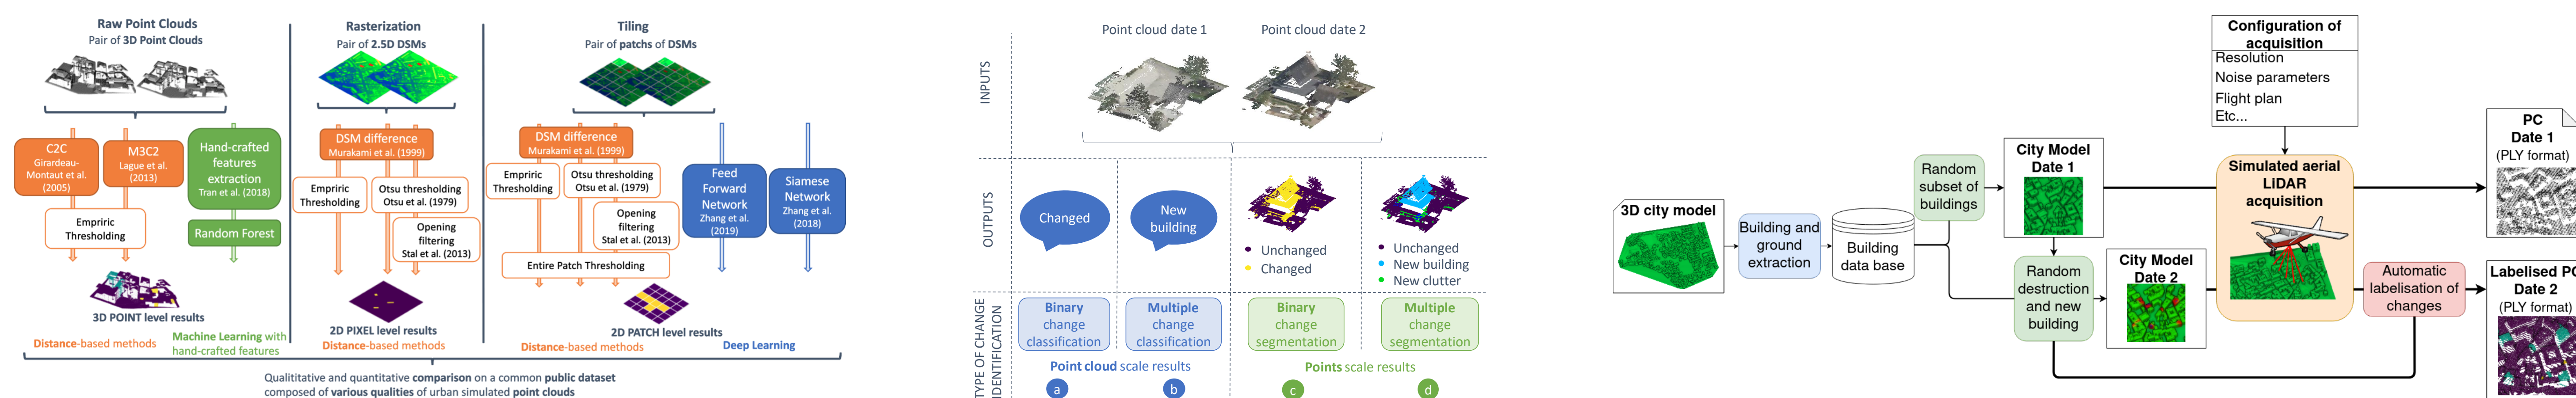 Raw Point Clouds
Pair of 3D Point Clouds
C2C
Girardeau-
Montaut et al.
(2005)
M3C2
Lague et al.
(2013)
Hand-crafted
features
extraction
Tran et al. (2018)
Empriric
Thresholding
Random Forest
3D POINT level results
Distance-based methods
Machine Learning with
hand-crafted features
Rasterization
Pair of 2.5D DSMs
DSM difference
Murakami et al. (1999)
Empriric
Thresholding
Otsu thresholding
Otsu et al. (1979)
Opening
filtering
Stal et al. (2013)
2D PIXEL level results
Distance-based methods
Tiling
Pair of patchs of DSMs
DSM difference
Murakami et al. (1999)
Empriric
Thresholding
Otsu thresholding
Otsu et al. (1979)
Opening
filtering
Stal et al. (2013)
Entire Patch Thresholding
Feed
Forward
Network
Zhang et al.
(2019)
Siamese
Network
Zhang et al.
(2018)
2D PATCH level results
Distance-based methods
Deep Learning
Qualititative and quantitative comparison on a common public dataset
composed of various qualities of urban simulated point clouds
INPUTS
Point cloud date 1
Point cloud date 2
OUTPUTS
Changed
New
building
Unchanged
Changed
Unchanged
New building
New clutter
TYPE OF CHANGE
IDENTIFICATION
Binary
change
classification
Multiple
change
classification
Binary
change
segmentation
Multiple
change
segmentation
Point cloud scale results
Points scale results
a
b
c
d
3D city model
Building and
ground
extraction
Building
data base
Random
subset of
buildings
City Model
Date 1
Random
destruction
and new
building
City Model
Date 2
Configuration of
acquisition
Resolution
Noise parameters
Flight plan
Etc...
Simulated aerial
LiDAR
acquisition
Automatic
labelisation of
changes
PC
Date 1
(PLY format)
Labelised PC
Date 2
(PLY format)